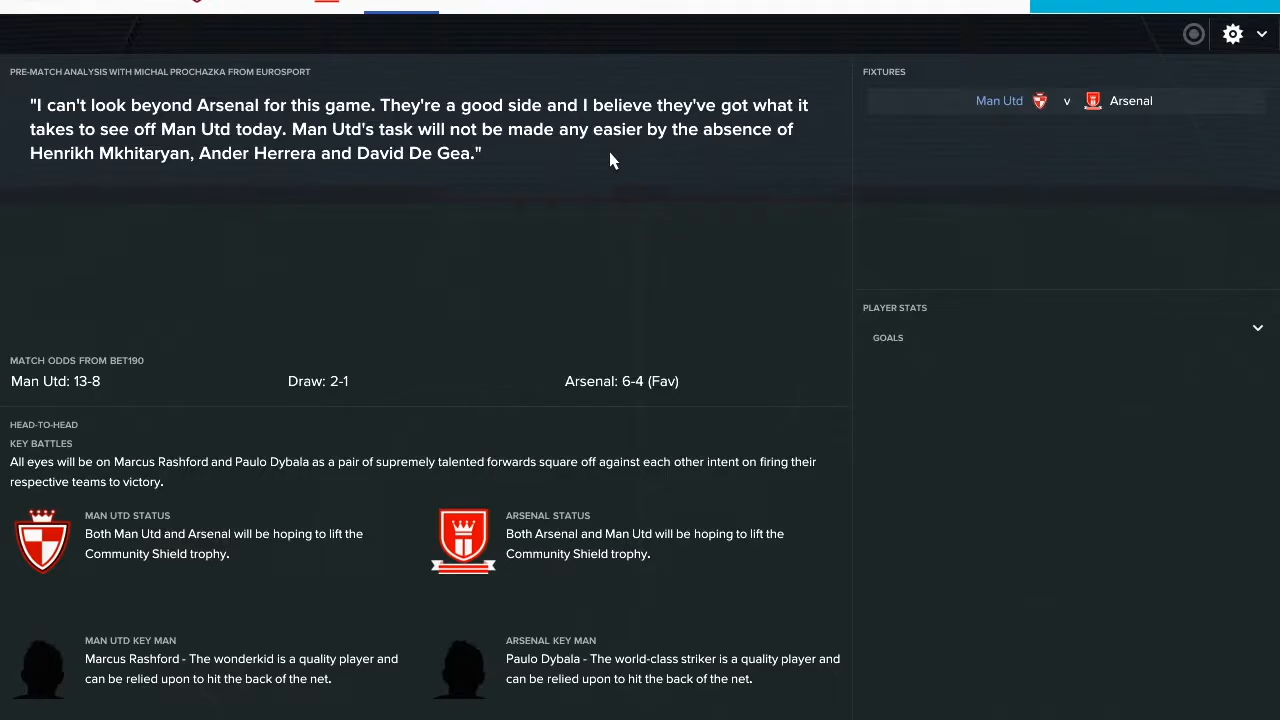 PRE-MATCH ANALYSIS WITH MICHAL PROCHAZKA FROM EUROSPORT
"I can't look beyond Arsenal for this game. They're a good side and I believe they've got what it
takes to see off Man Utd today. Man Utd's task will not be made any easier by the absence of
Henrikh Mkhitaryan, Ander Herrera and David De Gea."
FIXTURES
Man Utd v Arsenal
PLAYER STATS
GOALS
MATCH ODDS FROM BET190
Man Utd: 13-8 Draw: 2-1 Arsenal: 6-4 (Fav)
HEAD-TO-HEAD
KEY BATTLES
All eyes will be on Marcus Rashford and Paulo Dybala as a pair of supremely talented forwards square off against each other intent on firing their
respective teams to victory.
MAN UTD STATUS
Both Man Utd and Arsenal will be hoping to lift the
Community Shield trophy.
ARSENAL STATUS
Both Arsenal and Man Utd will be hoping to lift the
Community Shield trophy.
MAN UTD KEY MAN
Marcus Rashford - The wonderkid is a quality player and
can be relied upon to hit the back of the net.
ARSENAL KEY MAN
Paulo Dybala - The world-class striker is a quality player and
can be relied upon to hit the back of the net.